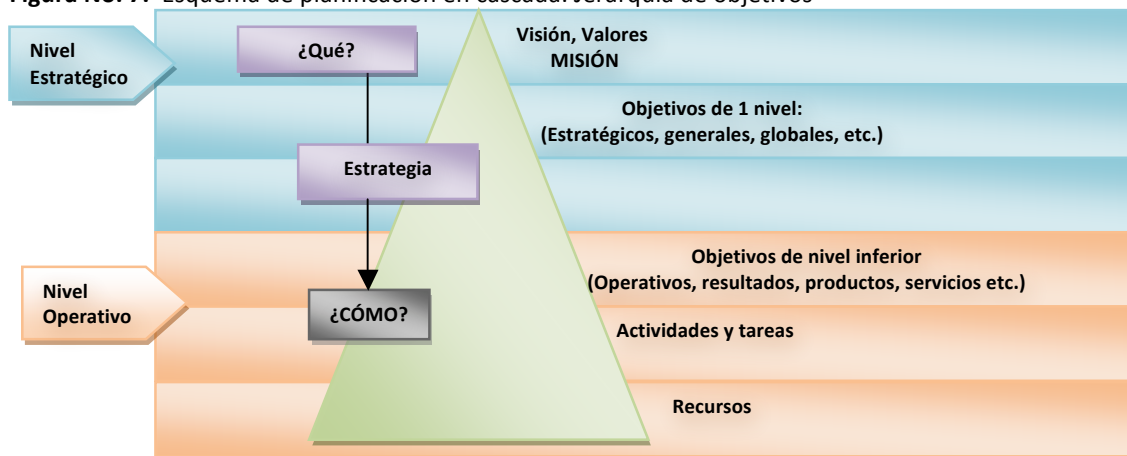 Figura No. 7. Esquema de planificación en cascada. Jerarquía de objetivos
Nivel
Estratégico
¿Qué?
Visión, Valores
MISIÓN
Objetivos de 1 nivel:
(Estratégicos, generales, globales, etc.)
Estrategia
Objetivos de nivel inferior
(Operativos, resultados, productos, servicios etc.)
Nivel
Operativo
¿CÓMO?
Actividades y tareas
Recursos